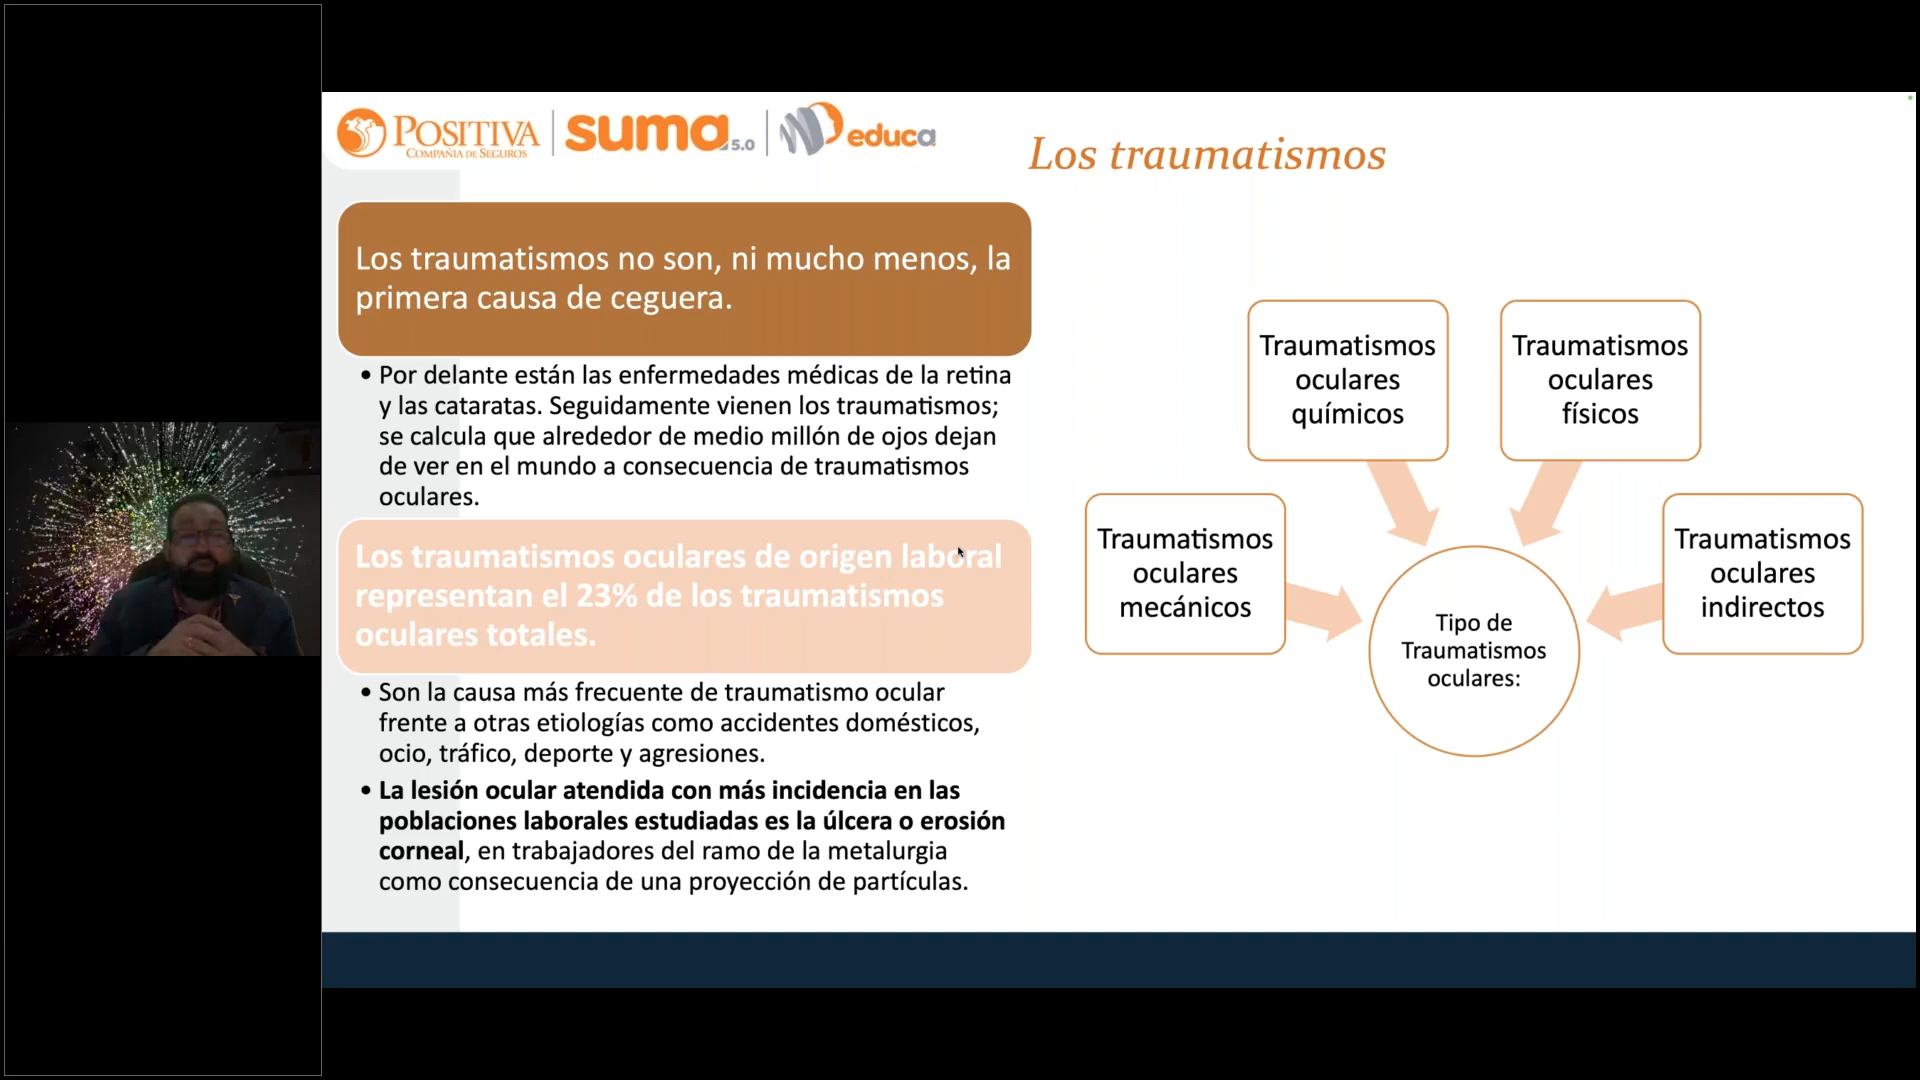 POSITIVA
COMPAÑIA DE SEGUROS
suma 5.0
educa
Los traumatismos
Los traumatismos no son, ni mucho menos, la
primera causa de ceguera.
• Por delante están las enfermedades médicas de la retina
y las cataratas. Seguidamente vienen los traumatismos;
se calcula que alrededor de medio millón de ojos dejan
de ver en el mundo a consecuencia de traumatismos
oculares.
Los traumatismos oculares de origen laboral
representan el 23% de los traumatismos
oculares totales.
• Son la causa más frecuente de traumatismo ocular
frente a otras etiologías como accidentes domésticos,
ocio, tráfico, deporte y agresiones.
• La lesión ocular atendida con más incidencia en las
poblaciones laborales estudiadas es la úlcera o erosión
corneal, en trabajadores del ramo de la metalurgia
como consecuencia de una proyección de partículas.
Traumatismos
oculares
mecánicos
Traumatismos
oculares
químicos
Traumatismos
oculares
físicos
Traumatismos
oculares
indirectos
Tipo de
Traumatismos
oculares: